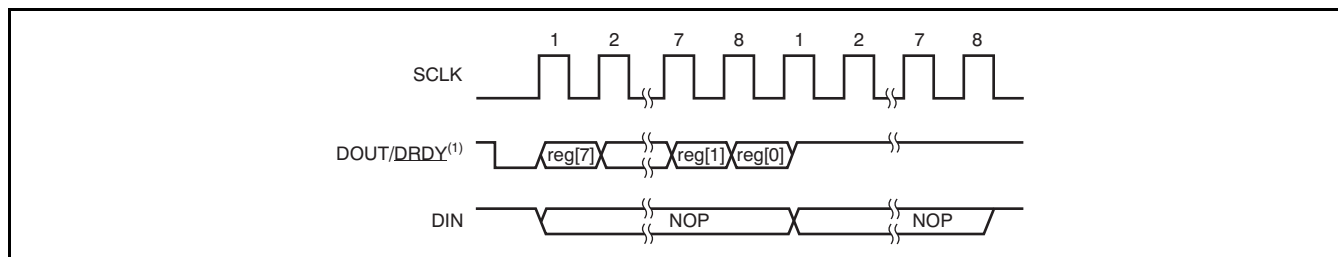 1 2 7 8 1 2 7 8
SCLK
DOUT/DRDY(1) reg[7] reg[1] reg[0]
DIN NOP NOP